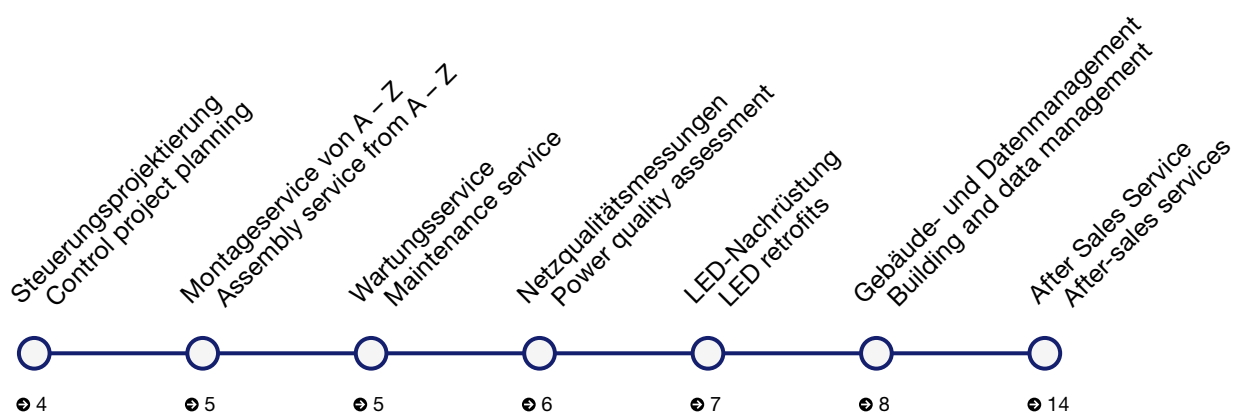 Steuerungsprojektierung
Control project planning
Montageservice von A – Z
Assembly service from A – Z
Wartungsservice
Maintenance service
Netzqualitätsmessungen
Power quality assessment
LED-Nachrüstung
LED retrofits
Gebäude- und Datenmanagement
Building and data management
After Sales Service
After-sales services
➲ 4
➲ 5
➲ 5
➲ 6
➲ 7
➲ 8
➲ 14